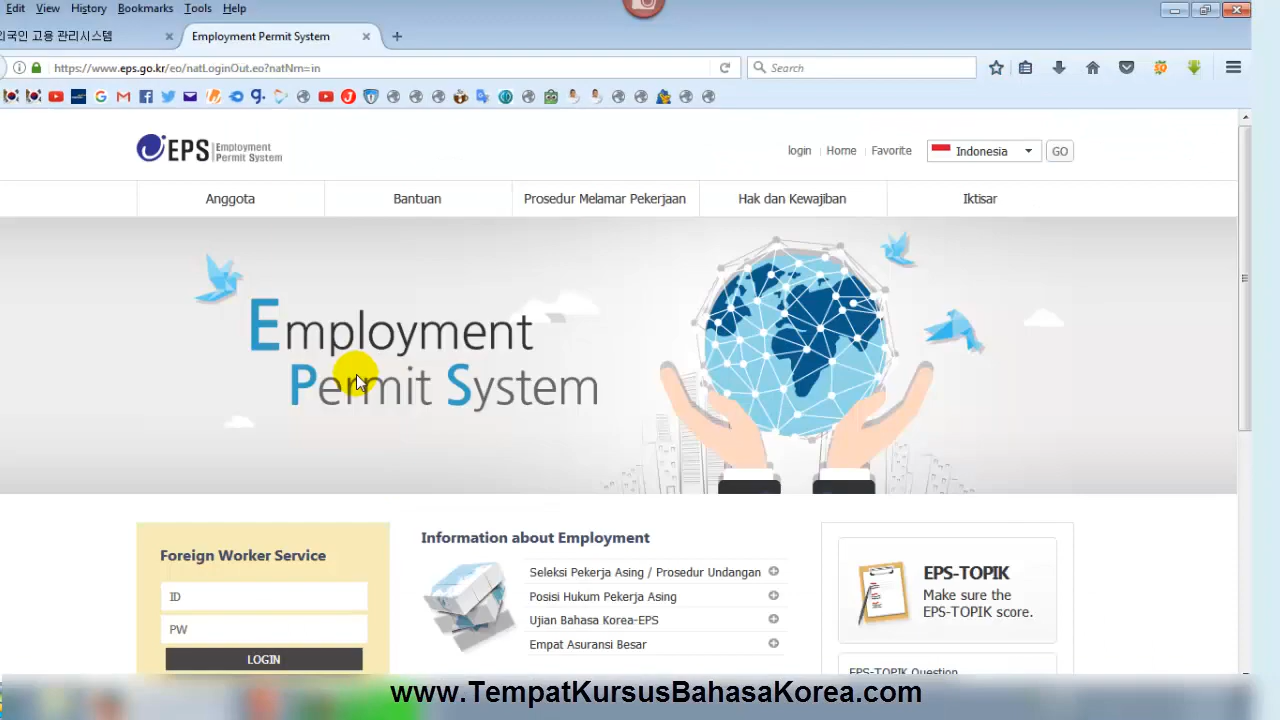 Edit View History Bookmarks Tools Help
외국인 고용 관리시스템 Employment Permit System
https://www.eps.go.kr/eo/natLoginOut.eo?natNm=in Search
EPS Employment Permit System
login Home Favorite Indonesia GO
Anggota Bantuan Prosedur Melamar Pekerjaan Hak dan Kewajiban Iktisar
Employment
Permit System
Foreign Worker Service
ID
PW
LOGIN
Information about Employment
Seleksi Pekerja Asing / Prosedur Undangan
Posisi Hukum Pekerja Asing
Ujian Bahasa Korea-EPS
Empat Asuransi Besar
EPS-TOPIK
Make sure the
EPS-TOPIK score.
EPS-TOPIK Question
www.TempatKursusBahasaKorea.com